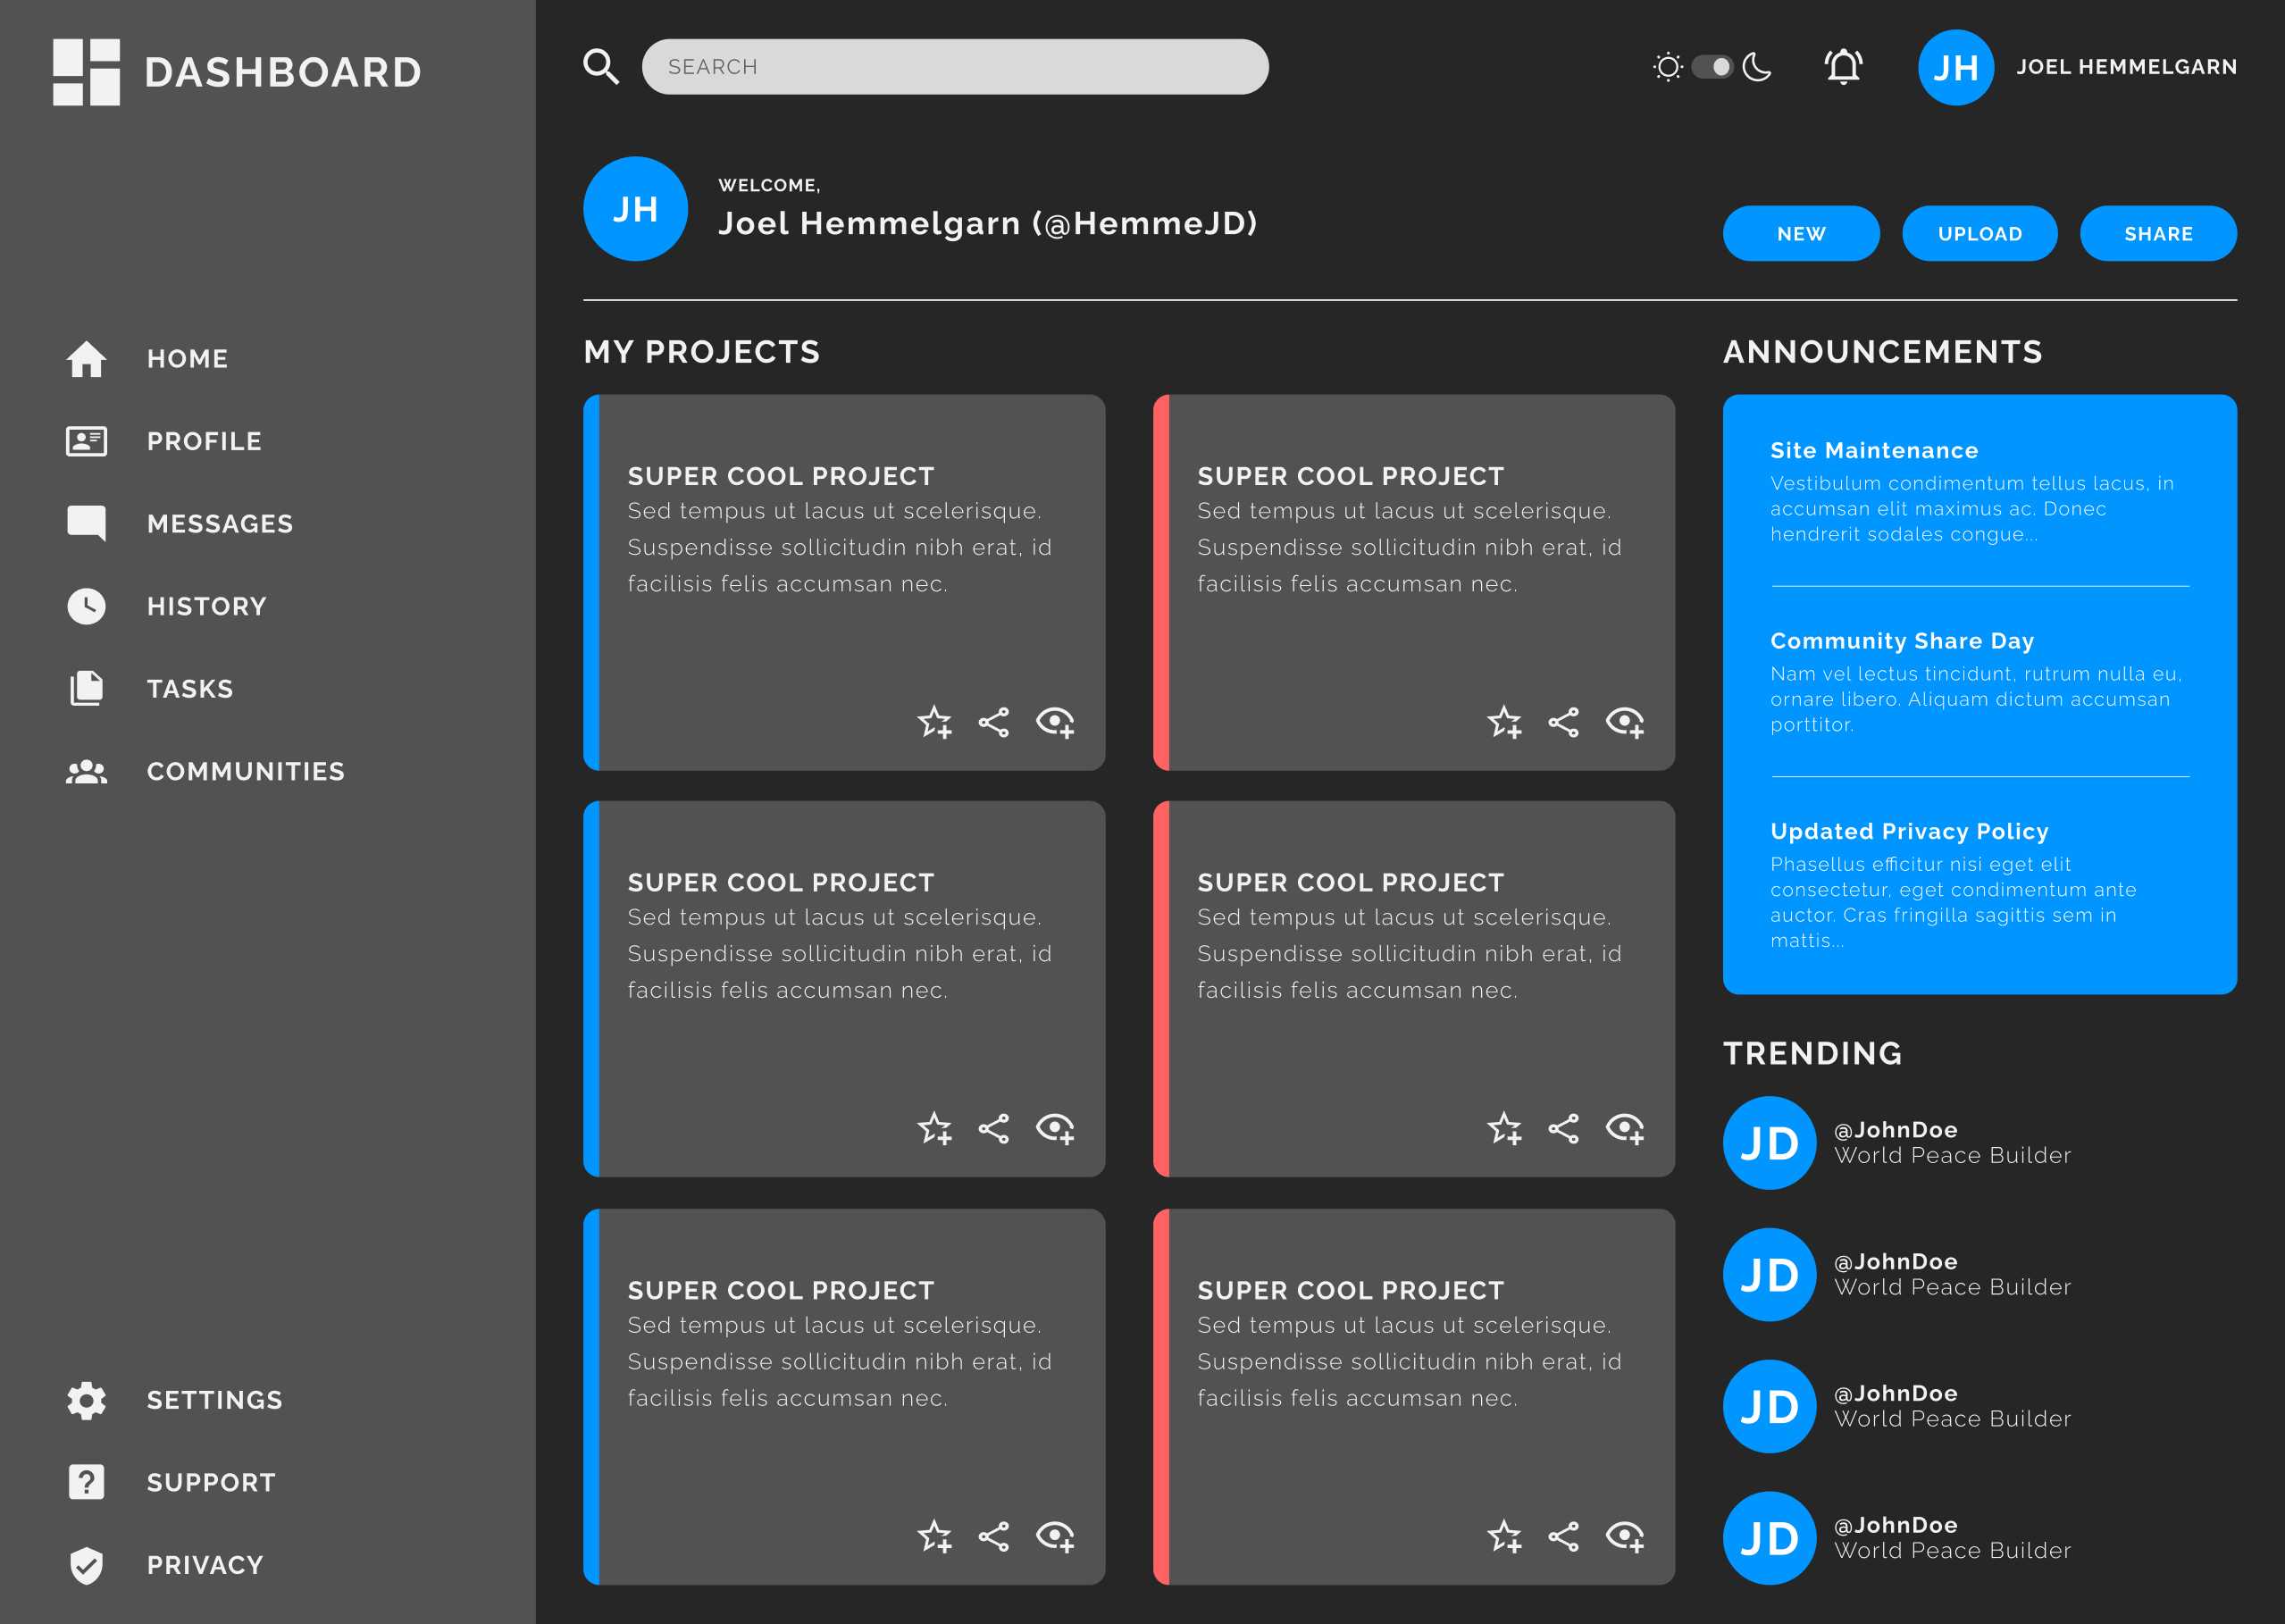 DASHBOARD
HOME
PROFILE
MESSAGES
HISTORY
TASKS
COMMUNITIES
SETTINGS
SUPPORT
PRIVACY
SEARCH
JH
JOEL HEMMELGARN
JH
WELCOME,
Joel Hemmelgarn (@HemmeJD)
NEW
UPLOAD
SHARE
MY PROJECTS
SUPER COOL PROJECT
Sed tempus ut lacus ut scelerisque.
Suspendisse sollicitudin nibh erat, id
facilisis felis accumsan nec.
SUPER COOL PROJECT
Sed tempus ut lacus ut scelerisque.
Suspendisse sollicitudin nibh erat, id
facilisis felis accumsan nec.
SUPER COOL PROJECT
Sed tempus ut lacus ut scelerisque.
Suspendisse sollicitudin nibh erat, id
facilisis felis accumsan nec.
SUPER COOL PROJECT
Sed tempus ut lacus ut scelerisque.
Suspendisse sollicitudin nibh erat, id
facilisis felis accumsan nec.
SUPER COOL PROJECT
Sed tempus ut lacus ut scelerisque.
Suspendisse sollicitudin nibh erat, id
facilisis felis accumsan nec.
SUPER COOL PROJECT
Sed tempus ut lacus ut scelerisque.
Suspendisse sollicitudin nibh erat, id
facilisis felis accumsan nec.
ANNOUNCEMENTS
Site Maintenance
Vestibulum condimentum tellus lacus, in
accumsan elit maximus ac. Donec
hendrerit sodales congue...
Community Share Day
Nam vel lectus tincidunt, rutrum nulla eu,
ornare libero. Aliquam dictum accumsan
porttitor.
Updated Privacy Policy
Phasellus efficitur nisi eget elit
consectetur, eget condimentum ante
auctor. Cras fringilla sagittis sem in
mattis...
TRENDING
JD
@JohnDoe
World Peace Builder
JD
@JohnDoe
World Peace Builder
JD
@JohnDoe
World Peace Builder
JD
@JohnDoe
World Peace Builder